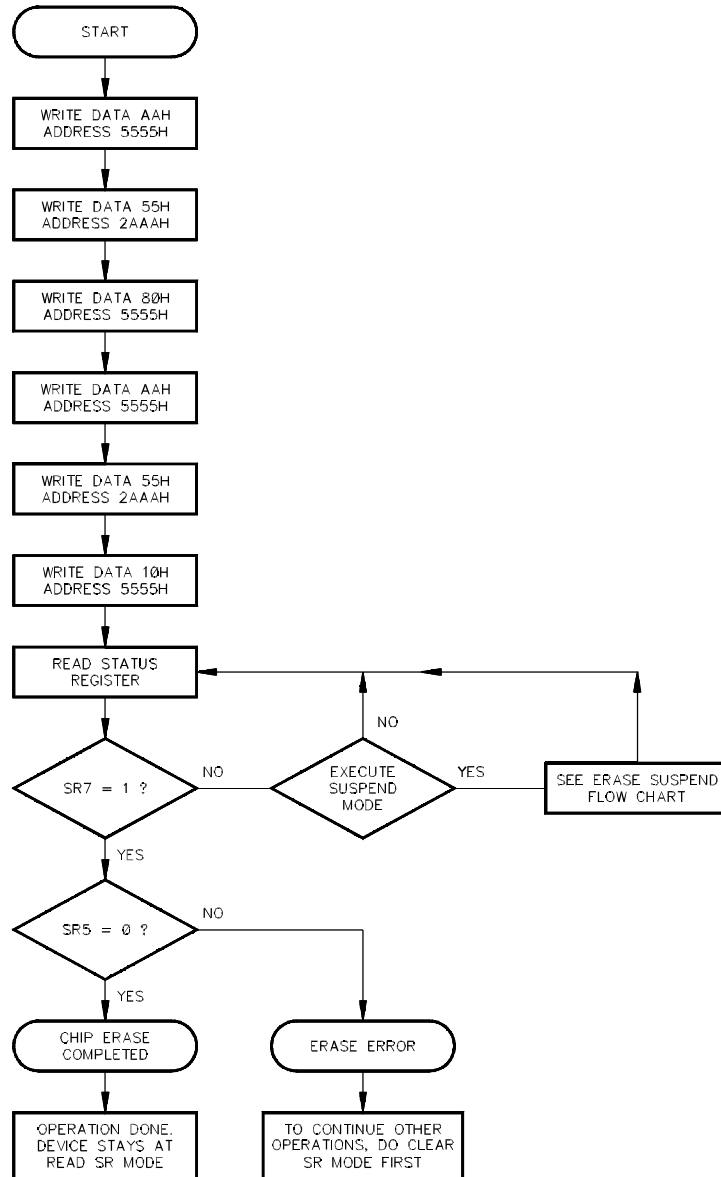 START
WRITE DATA AAH
ADDRESS 5555H
WRITE DATA 55H
ADDRESS 2AAAH
WRITE DATA 80H
ADDRESS 5555H
WRITE DATA AAH
ADDRESS 5555H
WRITE DATA 55H
ADDRESS 2AAAH
WRITE DATA 10H
ADDRESS 5555H
READ STATUS
REGISTER
NO
SR7 = 1 ?
NO
EXECUTE
SUSPEND
MODE
YES
SEE ERASE SUSPEND
FLOW CHART
YES
SR5 = 0 ?
NO
YES
CHIP ERASE
COMPLETED
ERASE ERROR
OPERATION DONE.
DEVICE STAYS AT
READ SR MODE
TO CONTINUE OTHER
OPERATIONS, DO CLEAR
SR MODE FIRST